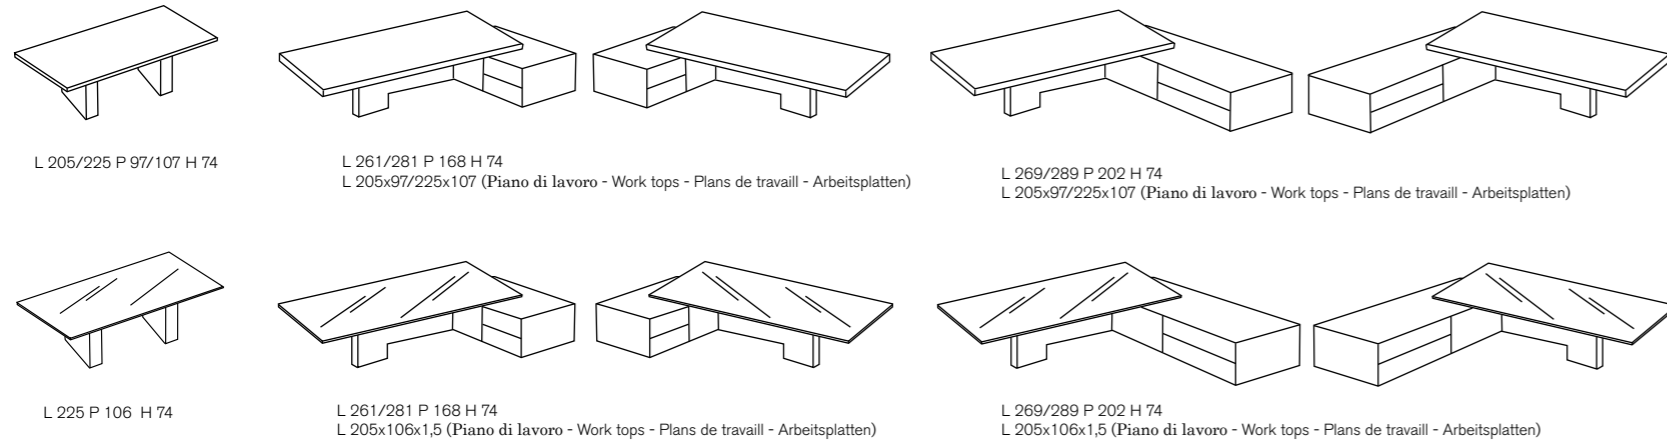 L 205/225 P 97/107 H 74
L 261/281 P 168 H 74
L 205x97/225x107 (Piano di lavoro - Work tops - Plans de travaill - Arbeitsplatten)
L 269/289 P 202 H 74
L 205x97/225x107 (Piano di lavoro - Work tops - Plans de travaill - Arbeitsplatten)
L 225 P 106 H 74
L 261/281 P 168 H 74
L 205x106x1,5 (Piano di lavoro - Work tops - Plans de travaill - Arbeitsplatten)
L 269/289 P 202 H 74
L 205x106x1,5 (Piano di lavoro - Work tops - Plans de travaill - Arbeitsplatten)